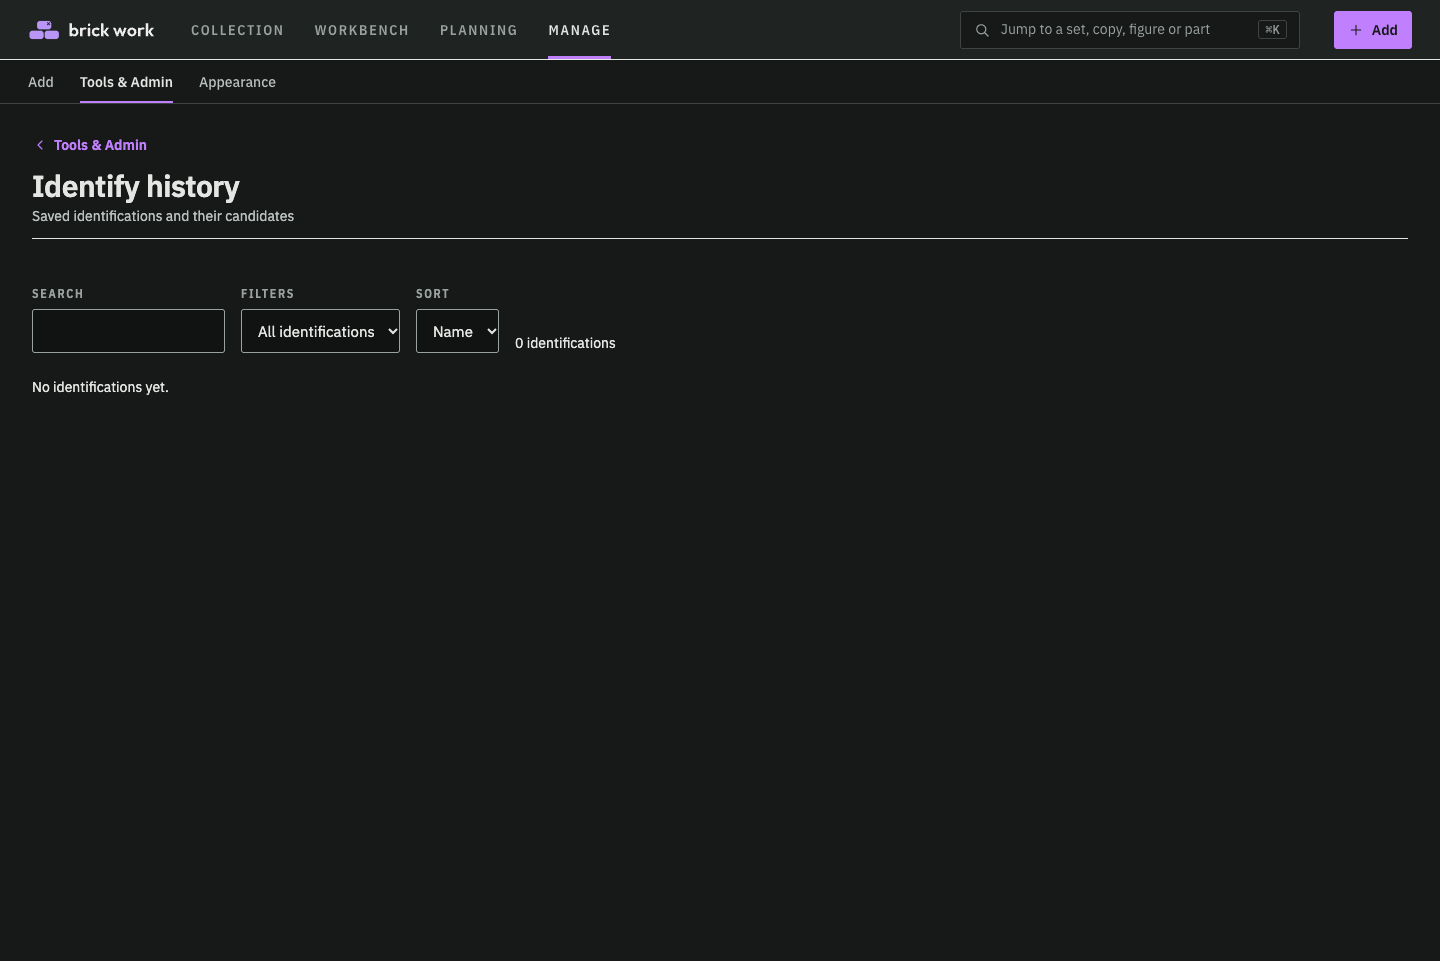 brick work
COLLECTION
WORKBENCH
PLANNING
MANAGE
Jump to a set, copy, figure or part
⌘K
Add
Add
Tools & Admin
Appearance
Tools & Admin
Identify history
Saved identifications and their candidates
SEARCH
FILTERS
SORT
All identifications
Name
0 identifications
No identifications yet.